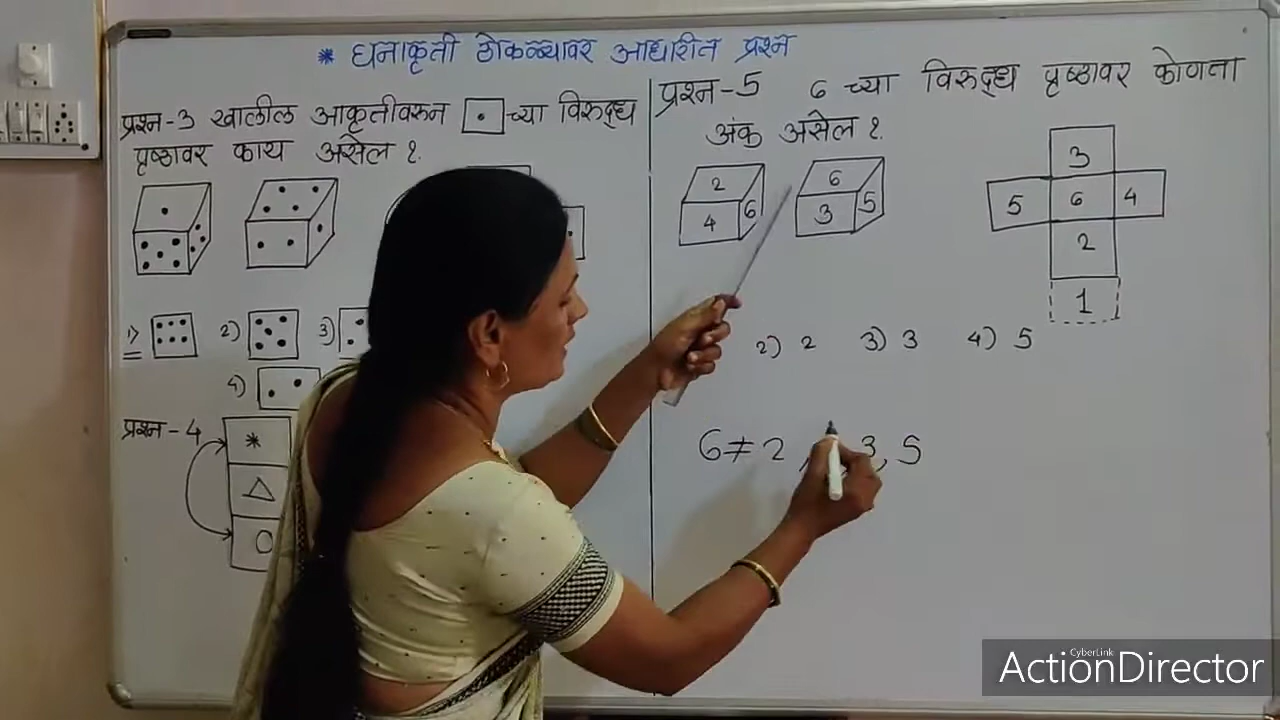 * घनाकृती ठोकळ्यावर आधारीत प्रश्न
प्रश्न-3 खालील आकृतीवरुन च्या विरुद्ध
पृष्ठावर काय असेल ?
1)
2)
3)
4)
प्रश्न-4
*
△
○
प्रश्न-5 6 च्या विरुद्ध पृष्ठावर कोणता
अंक असेल ?
2
4 6
6
3 5
3
5 6 4
2
1
2) 2 3) 3 4) 5
6 ≠ 2 , 3, 5
CyberLink
ActionDirector